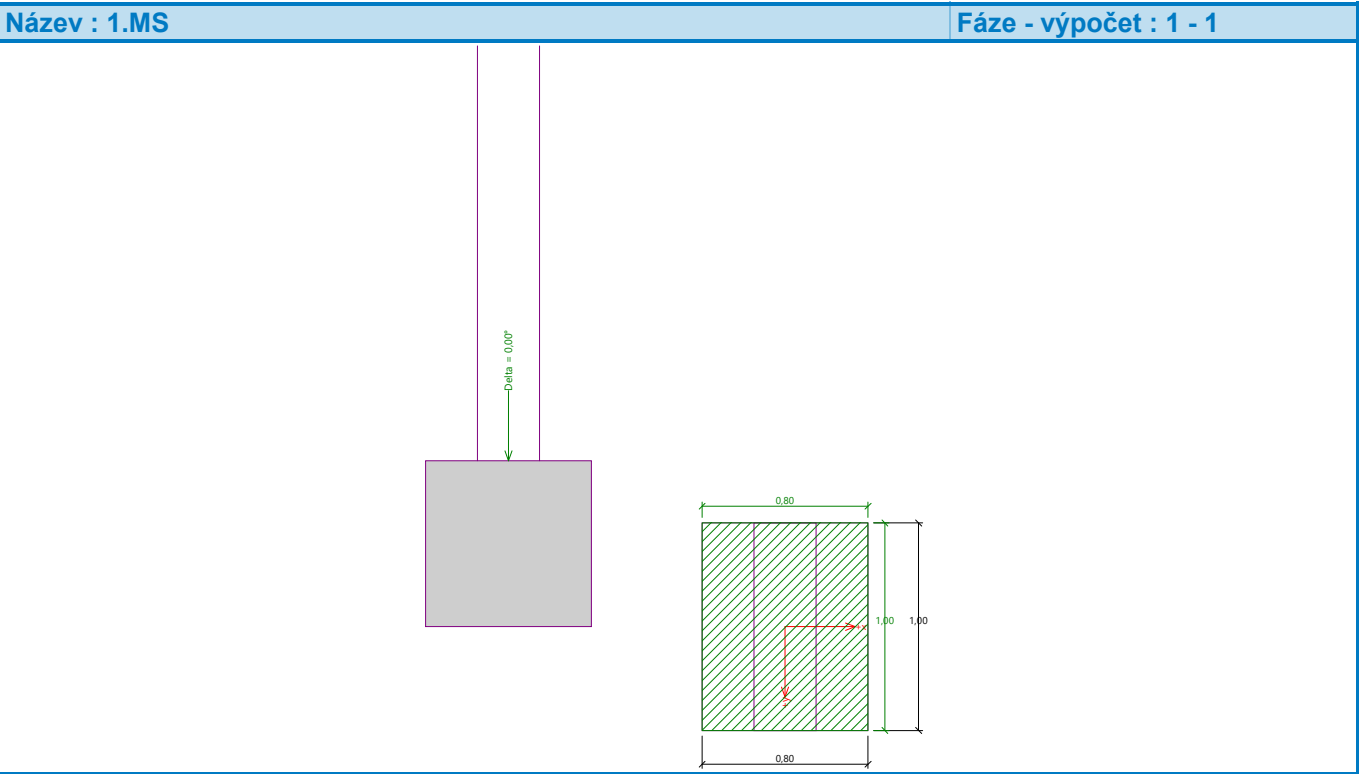 Název : 1.MS
Fáze - výpočet : 1 - 1
Delta = 0,00°
0,80
1,00
1,00
+x
+y
0,80